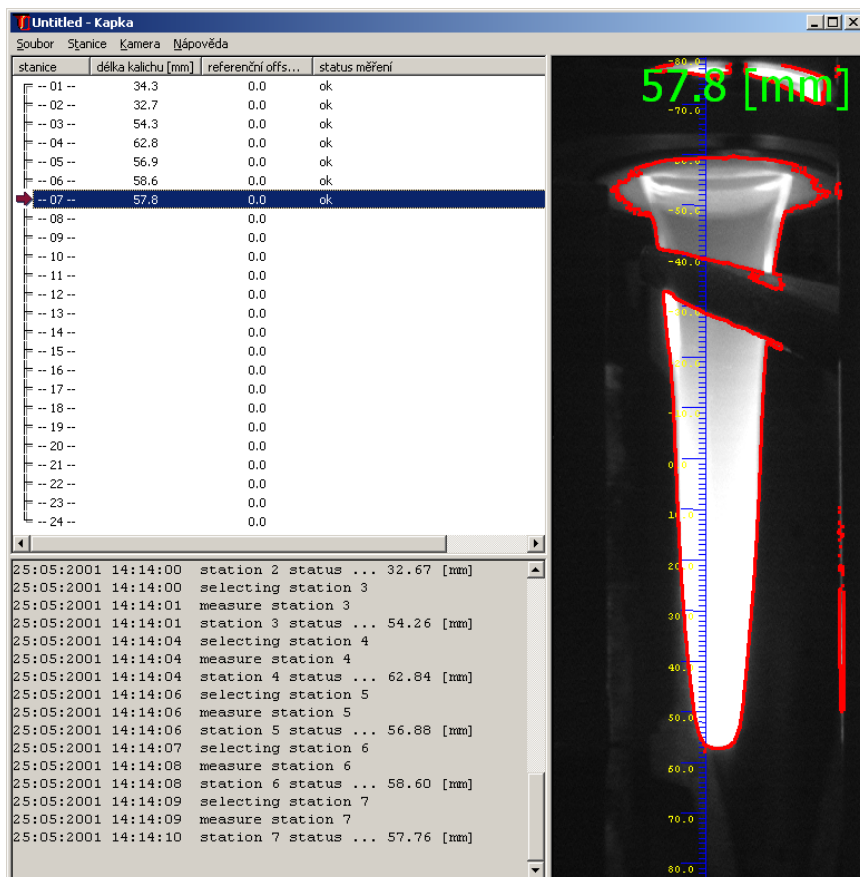 Untitled - Kapka
Soubor Stanice Kamera Nápověda
stanice délka kalichu [mm] referenční offs... status měření
-- 01 -- 34.3 0.0 ok
-- 02 -- 32.7 0.0 ok
-- 03 -- 54.3 0.0 ok
-- 04 -- 62.8 0.0 ok
-- 05 -- 56.9 0.0 ok
-- 06 -- 58.6 0.0 ok
-- 07 -- 57.8 0.0 ok
-- 08 -- 0.0
-- 09 -- 0.0
-- 10 -- 0.0
-- 11 -- 0.0
-- 12 -- 0.0
-- 13 -- 0.0
-- 14 -- 0.0
-- 15 -- 0.0
-- 16 -- 0.0
-- 17 -- 0.0
-- 18 -- 0.0
-- 19 -- 0.0
-- 20 -- 0.0
-- 21 -- 0.0
-- 22 -- 0.0
-- 23 -- 0.0
-- 24 -- 0.0
25:05:2001 14:14:00 station 2 status ... 32.67 [mm]
25:05:2001 14:14:00 selecting station 3
25:05:2001 14:14:01 measure station 3
25:05:2001 14:14:01 station 3 status ... 54.26 [mm]
25:05:2001 14:14:04 selecting station 4
25:05:2001 14:14:04 measure station 4
25:05:2001 14:14:04 station 4 status ... 62.84 [mm]
25:05:2001 14:14:06 selecting station 5
25:05:2001 14:14:06 measure station 5
25:05:2001 14:14:06 station 5 status ... 56.88 [mm]
25:05:2001 14:14:07 selecting station 6
25:05:2001 14:14:08 measure station 6
25:05:2001 14:14:08 station 6 status ... 58.60 [mm]
25:05:2001 14:14:09 selecting station 7
25:05:2001 14:14:09 measure station 7
25:05:2001 14:14:10 station 7 status ... 57.76 [mm]
-80.0
57.8 [mm]
-70.0
-50.0
-40.0
0.0
20.0
30.0
40.0
50.0
60.0
70.0
80.0